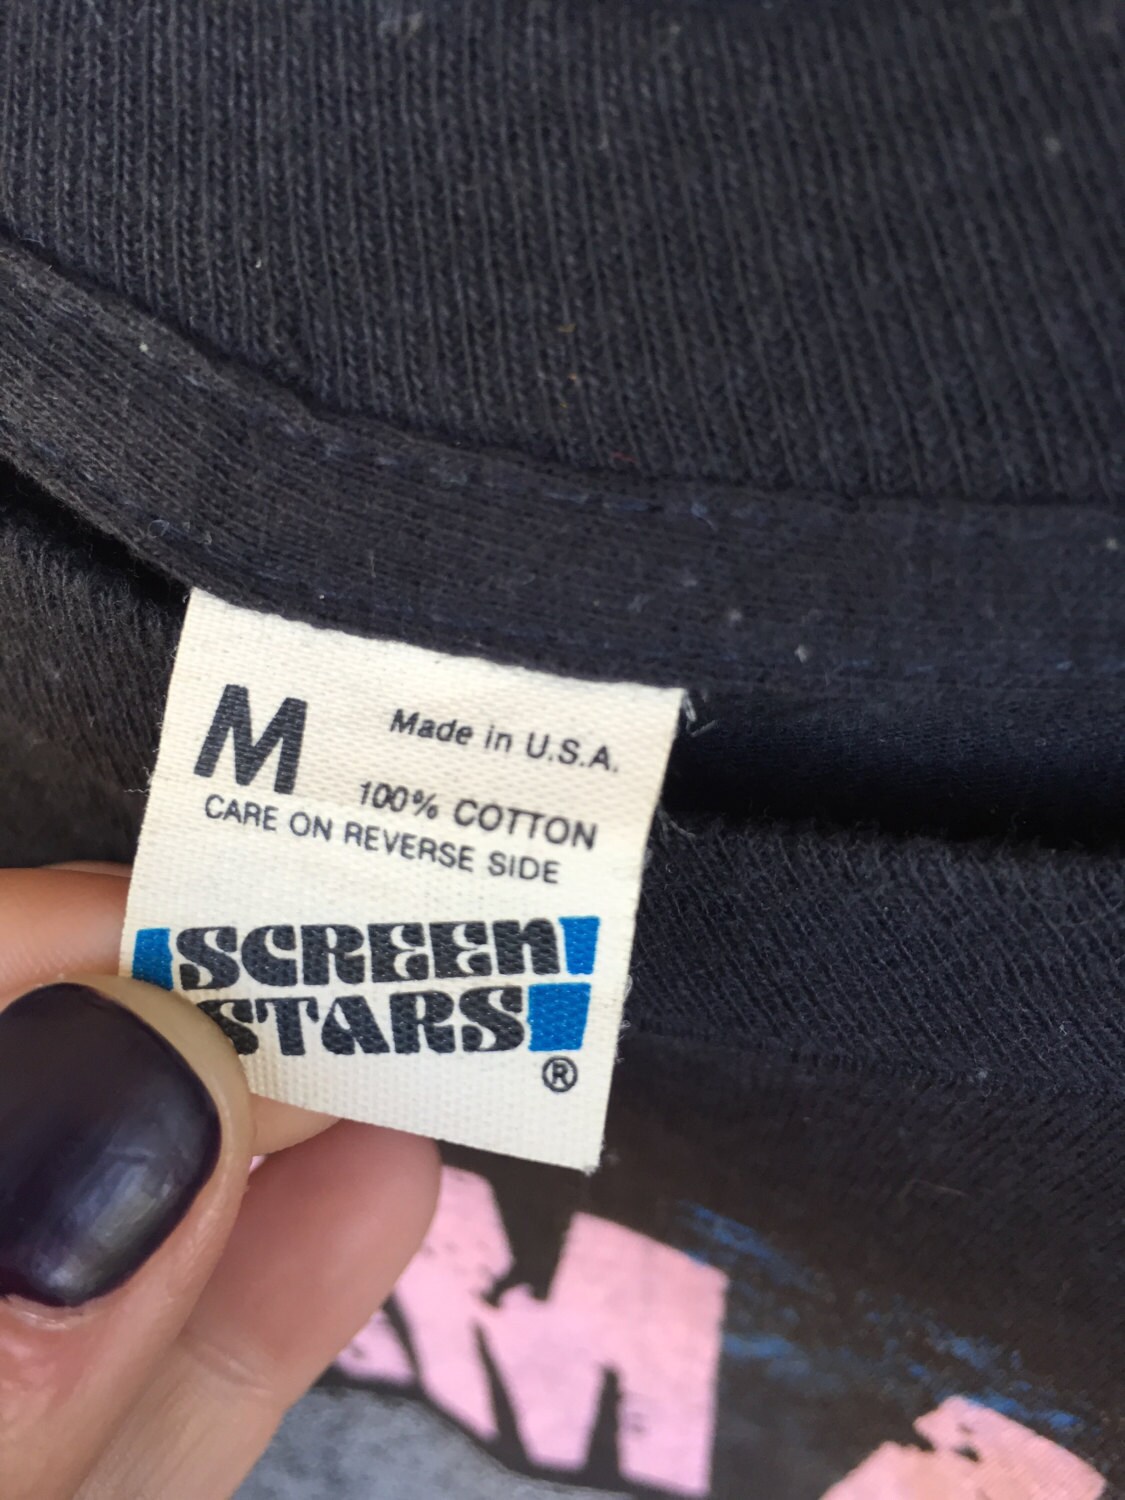 M
Made in U.S.A.
100% COTTON
CARE ON REVERSE SIDE
SCREEN
STARS
®